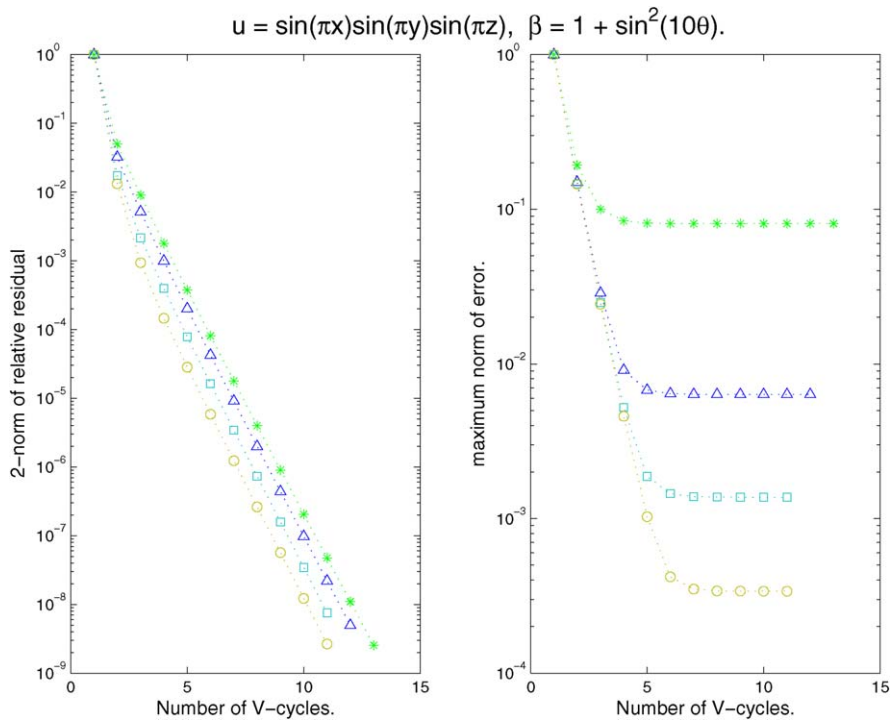 u = sin(πx)sin(πy)sin(πz), β = 1 + sin²(10θ).
10⁰
10⁻¹
10⁻²
10⁻³
10⁻⁴
10⁻⁵
10⁻⁶
10⁻⁷
10⁻⁸
10⁻⁹
2−norm of relative residual
0 5 10 15
Number of V−cycles.
10⁰
10⁻¹
10⁻²
10⁻³
10⁻⁴
maximum norm of error.
0 5 10 15
Number of V−cycles.